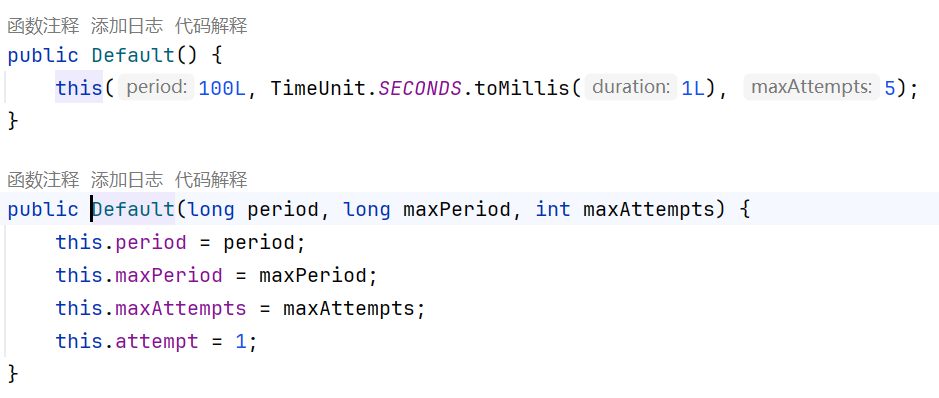 函数注释 添加日志 代码解释
public Default() {
this( period: 100L, TimeUnit.SECONDS.toMillis( duration: 1L), maxAttempts: 5);
}
函数注释 添加日志 代码解释
public Default(long period, long maxPeriod, int maxAttempts) {
this.period = period;
this.maxPeriod = maxPeriod;
this.maxAttempts = maxAttempts;
this.attempt = 1;
}